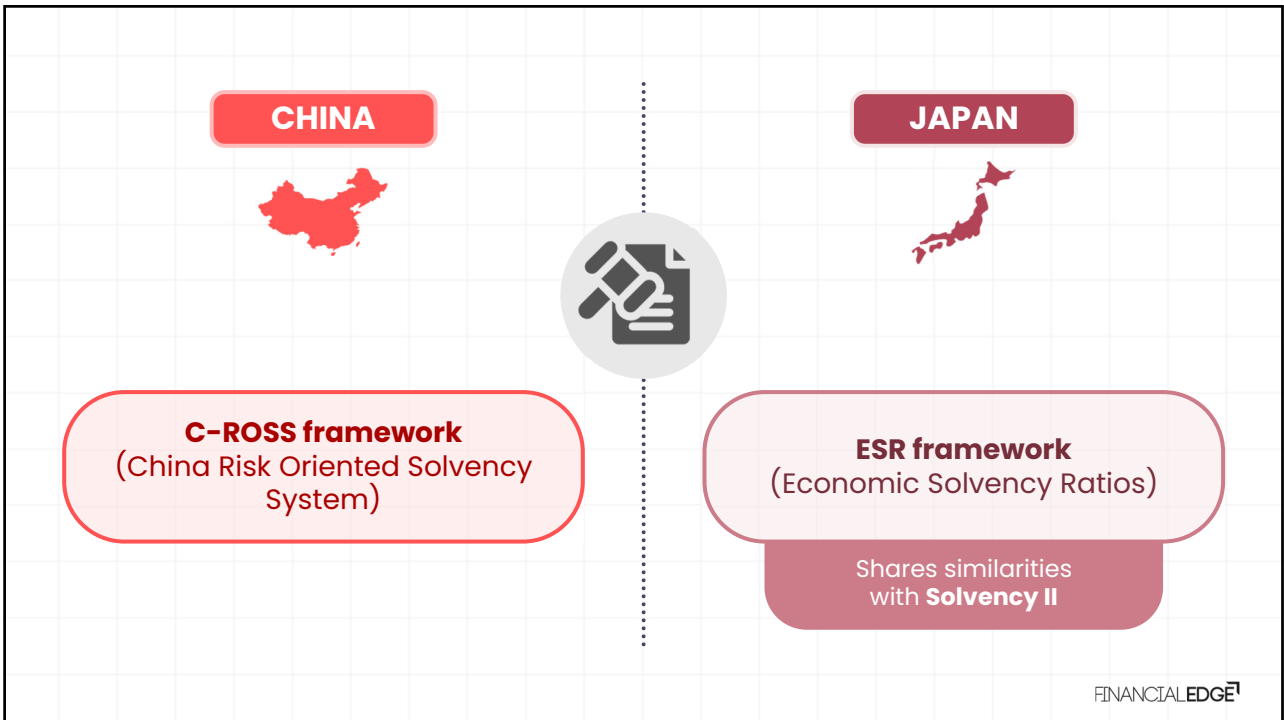 CHINA
C-ROSS framework
(China Risk Oriented Solvency
System)
JAPAN
ESR framework
(Economic Solvency Ratios)
Shares similarities
with Solvency II
FINANCIALEDGE